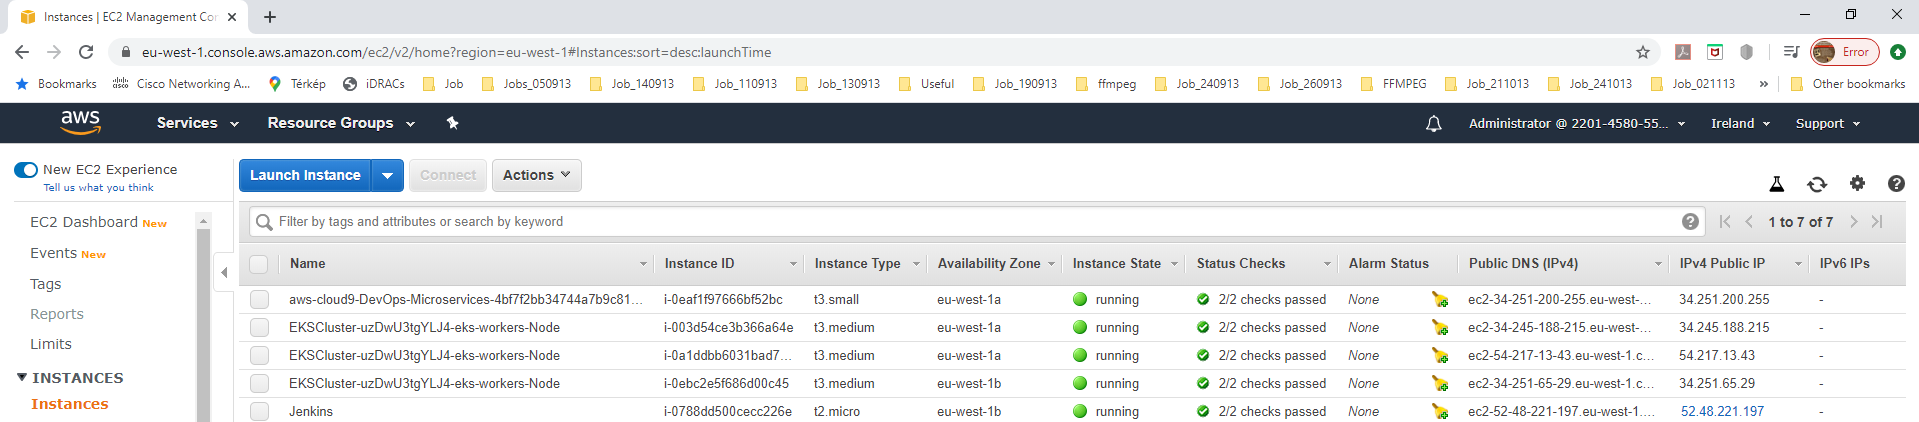 Instances | EC2 Management Con
eu-west-1.console.aws.amazon.com/ec2/v2/home?region=eu-west-1#Instances:sort=desc:launchTime
Error
Bookmarks Cisco Networking A... Térkép iDRACs Job Jobs_050913 Job_140913 Job_110913 Job_130913 Useful Job_190913 ffmpeg Job_240913 Job_260913 FFMPEG Job_211013 Job_241013 Job_021113 » Other bookmarks
aws Services Resource Groups Administrator @ 2201-4580-55... Ireland Support
New EC2 Experience
Tell us what you think
Launch Instance Connect Actions
EC2 Dashboard New
Events New
Tags
Reports
Limits
INSTANCES
Instances
Filter by tags and attributes or search by keyword 1 to 7 of 7
Name Instance ID Instance Type Availability Zone Instance State Status Checks Alarm Status Public DNS (IPv4) IPv4 Public IP IPv6 IPs
aws-cloud9-DevOps-Microservices-4bf7f2bb34744a7b9c81... i-0eaf1f97666bf52bc t3.small eu-west-1a running 2/2 checks passed None ec2-34-251-200-255.eu-west-... 34.251.200.255 -
EKSCluster-uzDwU3tgYLJ4-eks-workers-Node i-003d54ce3b366a64e t3.medium eu-west-1a running 2/2 checks passed None ec2-34-245-188-215.eu-west-... 34.245.188.215 -
EKSCluster-uzDwU3tgYLJ4-eks-workers-Node i-0a1ddbb6031bad7... t3.medium eu-west-1a running 2/2 checks passed None ec2-54-217-13-43.eu-west-1.c... 54.217.13.43 -
EKSCluster-uzDwU3tgYLJ4-eks-workers-Node i-0ebc2e5f686d00c45 t3.medium eu-west-1b running 2/2 checks passed None ec2-34-251-65-29.eu-west-1.c... 34.251.65.29 -
Jenkins i-0788dd500cecc226e t2.micro eu-west-1b running 2/2 checks passed None ec2-52-48-221-197.eu-west-1.... 52.48.221.197 -